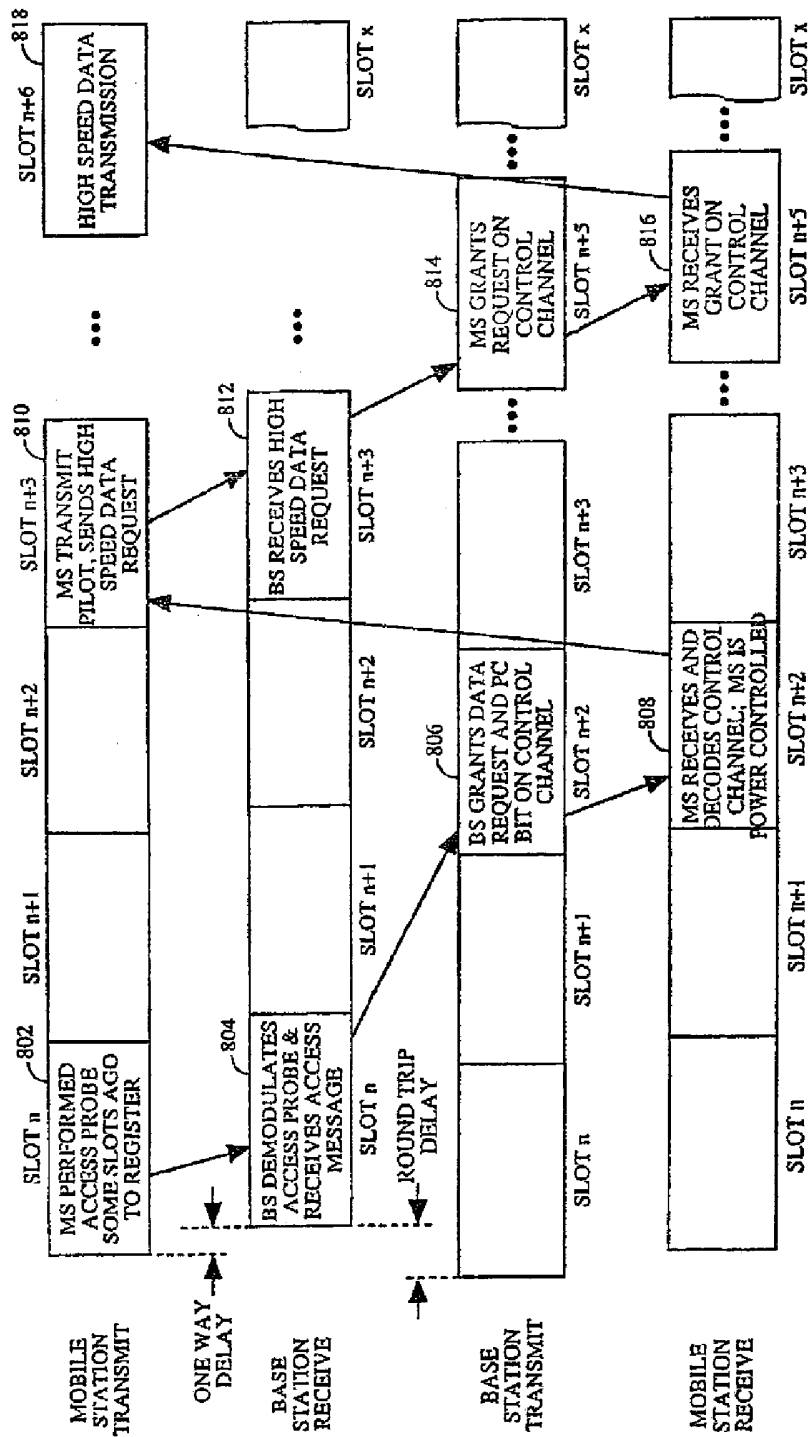 MOBILE
STATION
TRANSMIT
SLOT n
802
MS PERFORMED
ACCESS PROBE
SOME SLOTS AGO
TO REGISTER
SLOT n+1
SLOT n+2
SLOT n+3
810
MS TRANSMIT
PILOT, SENDS HIGH
SPEED DATA
REQUEST
•••
SLOT n+6
818
HIGH SPEED DATA
TRANSMISSION
ONE WAY
DELAY
BASE
STATION
RECEIVE
804
BS DEMODULATES
ACCESS PROBE &
RECEIVES ACCESS
MESSAGE
SLOT n
SLOT n+1
SLOT n+2
812
BS RECEIVES HIGH
SPEED DATA
REQUEST
SLOT n+3
•••
SLOT x
ROUND TRIP
DELAY
BASE
STATION
TRANSMIT
SLOT n
SLOT n+1
806
BS GRANTS DATA
REQUEST AND PC
BIT ON CONTROL
CHANNEL
SLOT n+2
SLOT n+3
•••
814
MS GRANTS
REQUEST ON
CONTROL
CHANNEL
SLOT n+5
•••
SLOT x
MOBILE
STATION
RECEIVE
SLOT n
SLOT n+1
808
MS RECEIVES AND
DECODES CONTROL
CHANNEL; MS IS
POWER CONTROLLED
SLOT n+2
SLOT n+3
•••
816
MS RECEIVES
GRANT ON
CONTROL
CHANNEL
SLOT n+5
•••
SLOT x